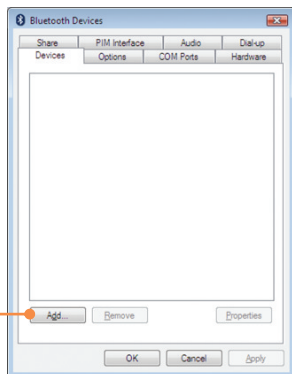 Bluetooth Devices
Share PIM Interface Audio Dial-up
Devices Options COM Ports Hardware
Add... Remove Properties
OK Cancel Apply